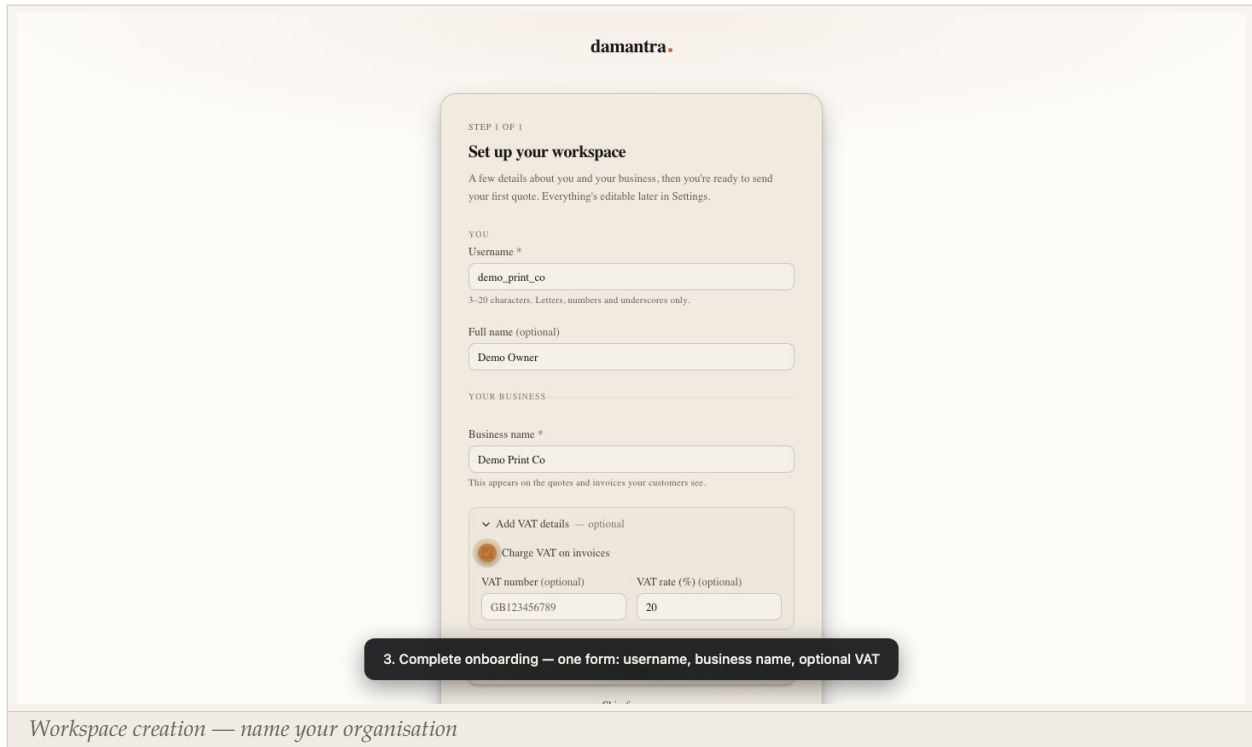 damantra.
STEP 1 OF 1
Set up your workspace
A few details about you and your business, then you're ready to send
your first quote. Everything's editable later in Settings.
YOU
Username *
demo_print_co
3–20 characters. Letters, numbers and underscores only.
Full name (optional)
Demo Owner
YOUR BUSINESS
Business name *
Demo Print Co
This appears on the quotes and invoices your customers see.
Add VAT details — optional
Charge VAT on invoices
VAT number (optional) VAT rate (%) (optional)
GB123456789 20
3. Complete onboarding — one form: username, business name, optional VAT
Workspace creation — name your organisation